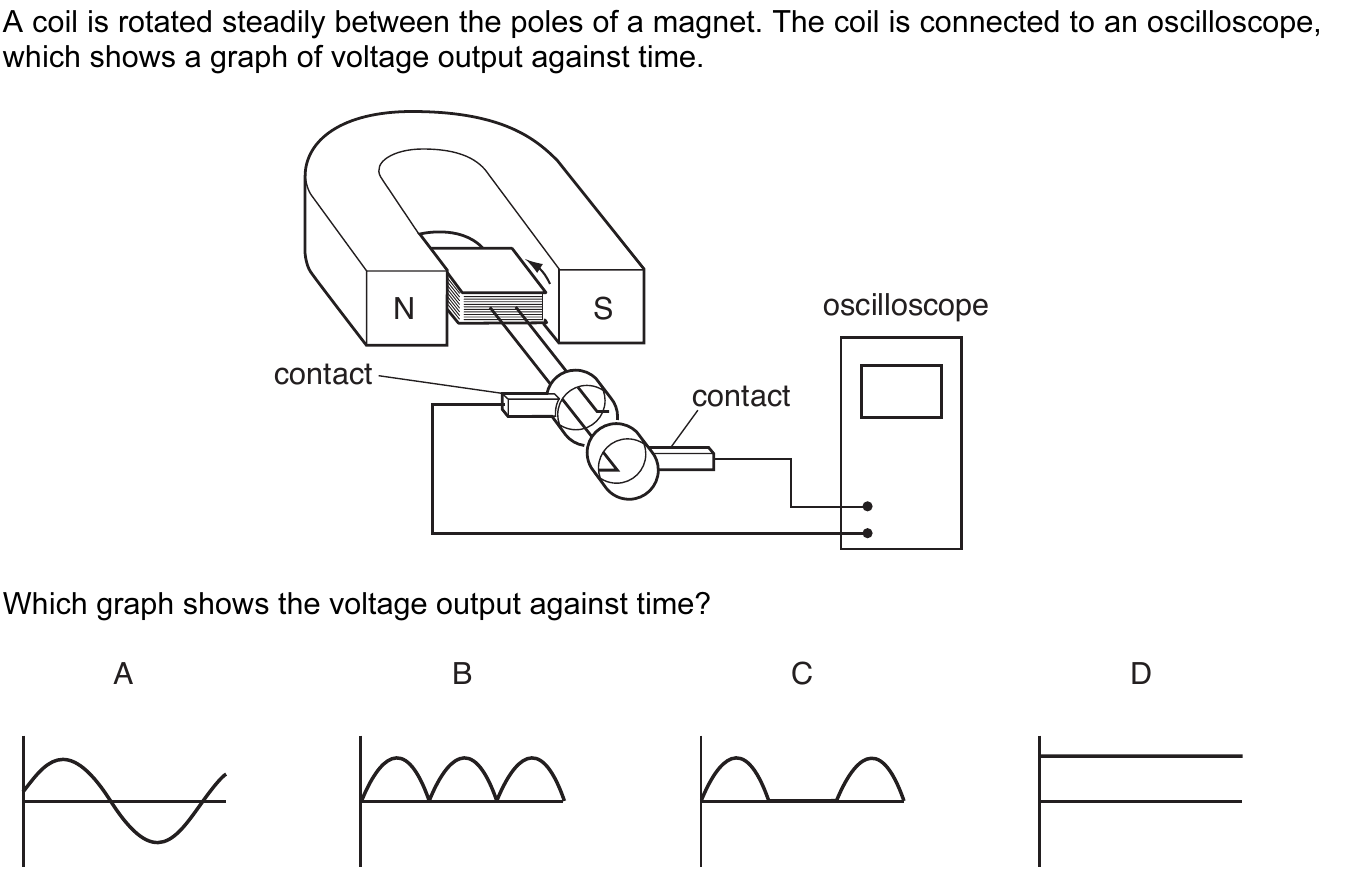 A coil is rotated steadily between the poles of a magnet. The coil is connected to an oscilloscope,
which shows a graph of voltage output against time.
N
S
oscilloscope
contact
contact
Which graph shows the voltage output against time?
A
B
C
D